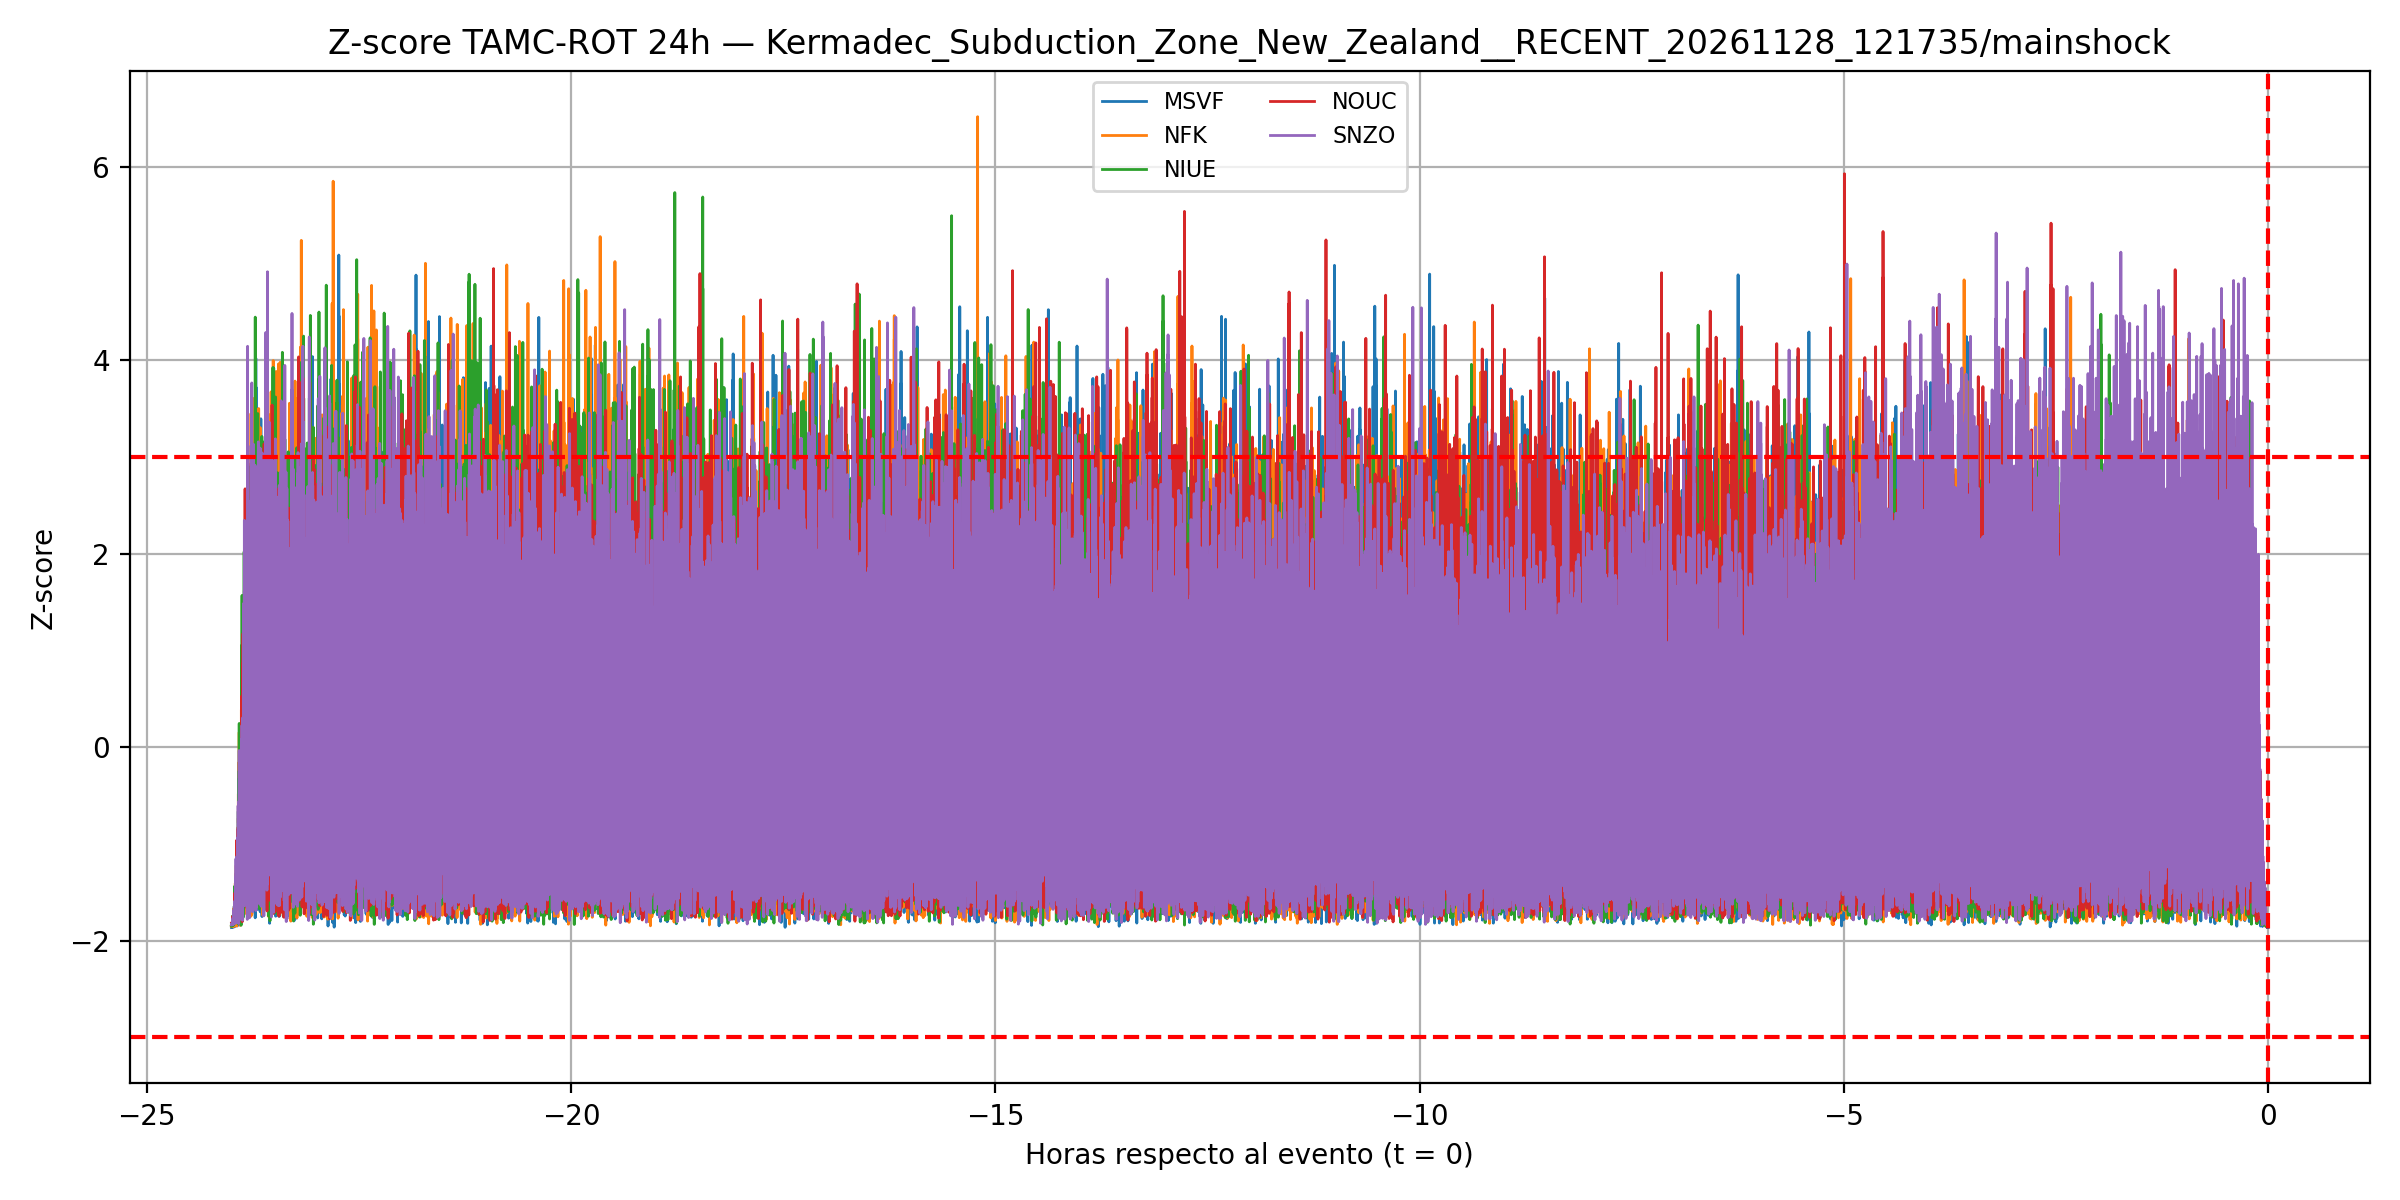 Z-score TAMC-ROT 24h — Kermadec_Subduction_Zone_New_Zealand__RECENT_20261128_121735/mainshock
MSVF
NFK
NIUE
NOUC
SNZO
Z-score
6
4
2
0
−2
−25
−20
−15
−10
−5
0
Horas respecto al evento (t = 0)